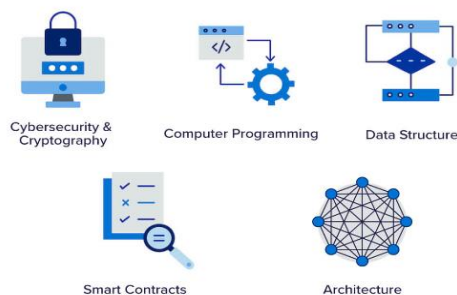 Cybersecurity &
Cryptography
Computer Programming
Data Structure
Smart Contracts
Architecture